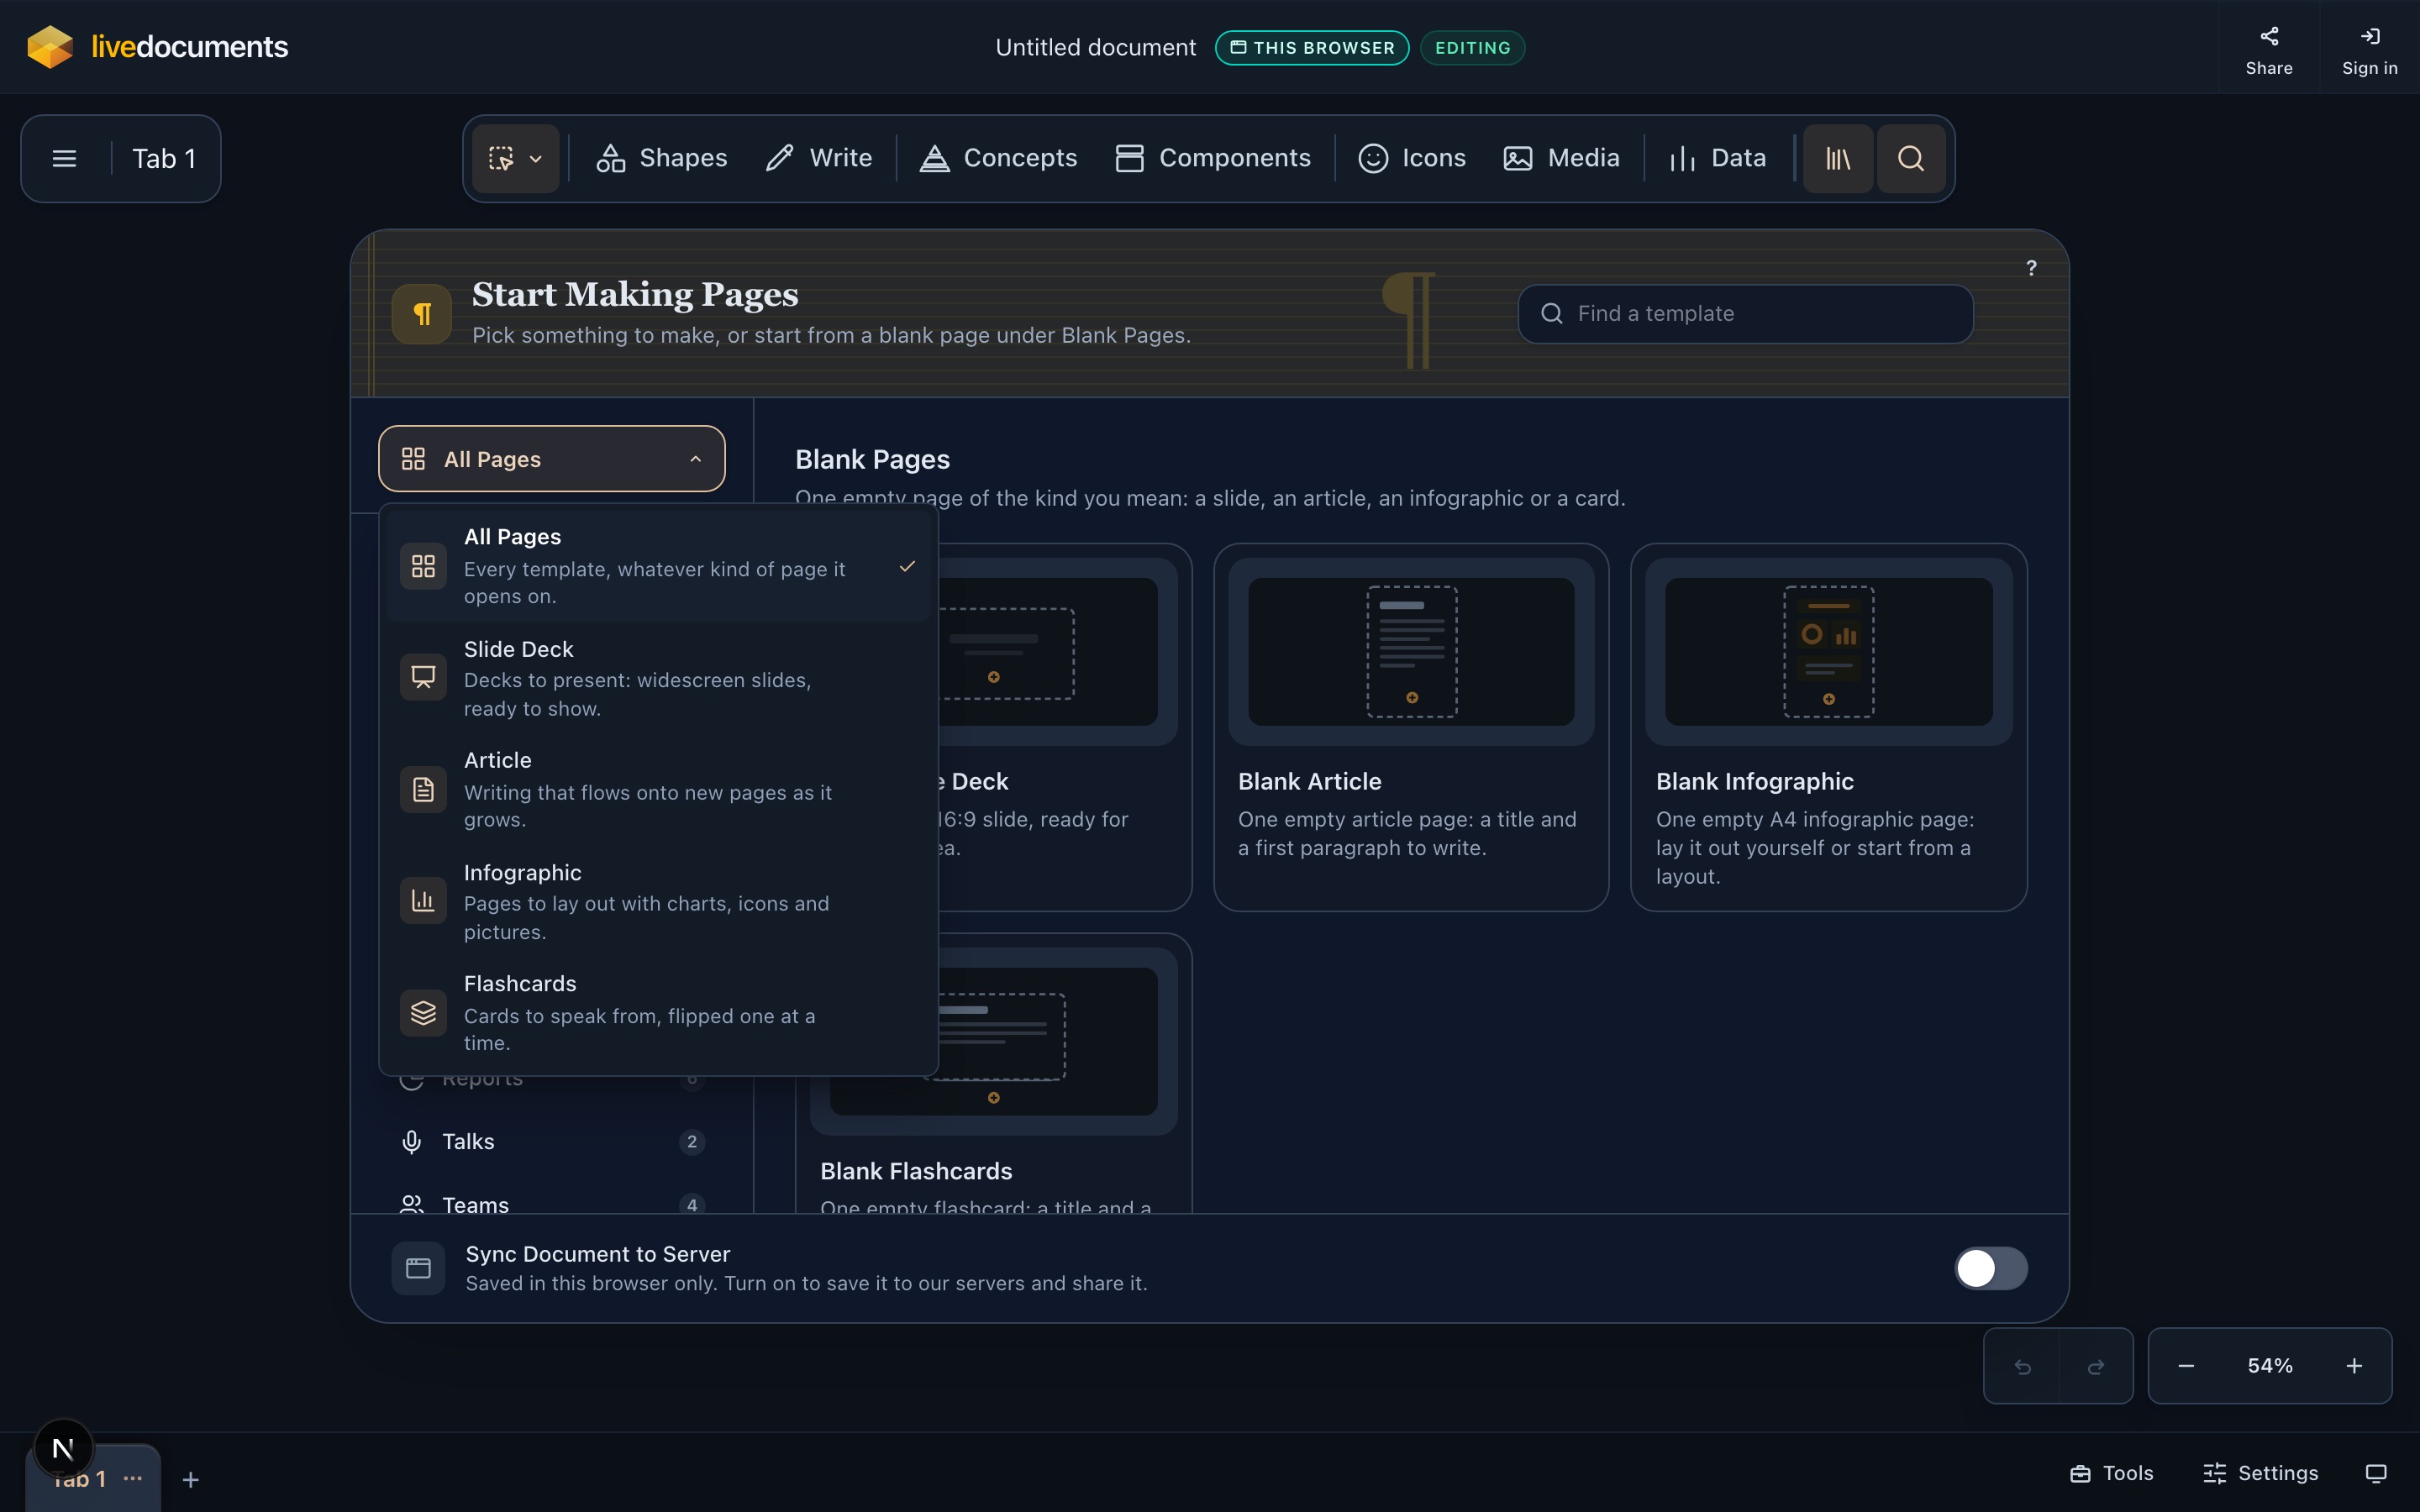 livedocuments
Untitled document
THIS BROWSER
EDITING
Share
Sign in
Tab 1
Shapes
Write
Concepts
Components
Icons
Media
Data
?
¶
Start Making Pages
Pick something to make, or start from a blank page under Blank Pages.
¶
Find a template
All Pages
Blank Pages
One empty page of the kind you mean: a slide, an article, an infographic or a card.
All Pages
Every template, whatever kind of page it
opens on.
Slide Deck
Decks to present: widescreen slides,
ready to show.
Article
Writing that flows onto new pages as it
grows.
Infographic
Pages to lay out with charts, icons and
pictures.
Flashcards
Cards to speak from, flipped one at a
time.
Deck
16:9 slide, ready for
Blank Article
One empty article page: a title and
a first paragraph to write.
Blank Infographic
One empty A4 infographic page:
lay it out yourself or start from a
layout.
Reports
Talks
2
Teams
4
Blank Flashcards
One empty flashcard: a title and a
Sync Document to Server
Saved in this browser only. Turn on to save it to our servers and share it.
54%
N
Tab 1
Tools
Settings